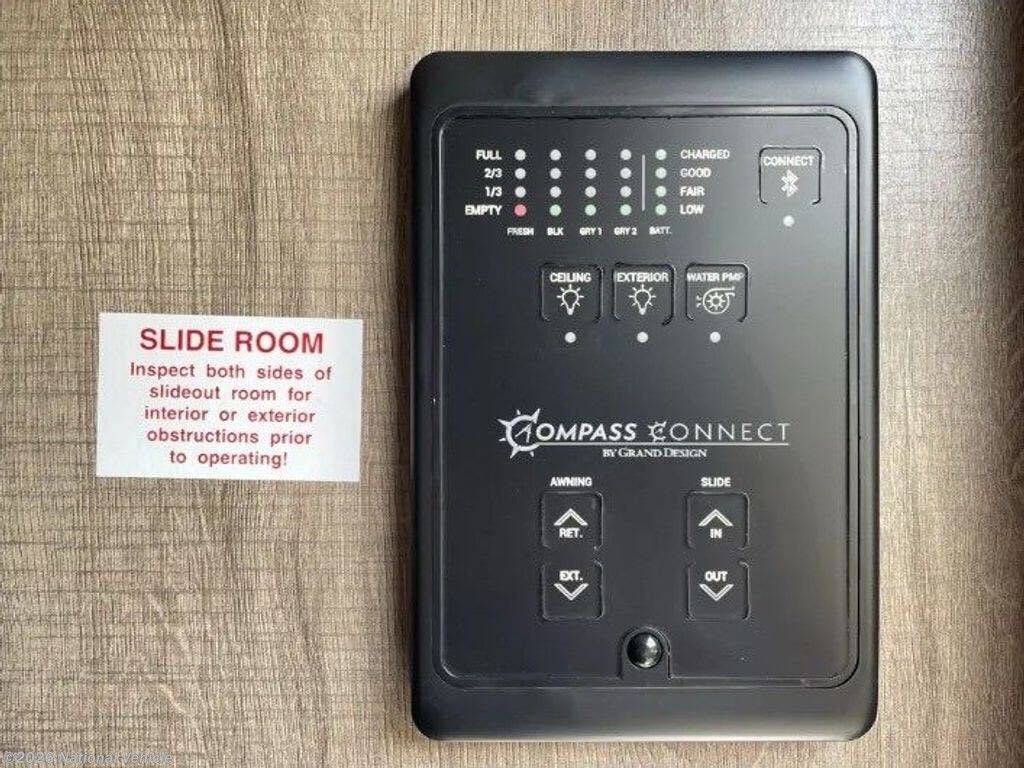 SLIDE ROOM
Inspect both sides of
slideout room for
interior or exterior
obstructions prior
to operating!
FULL CHARGED
2/3 GOOD
1/3 FAIR
EMPTY LOW
FRESH BLK GRY 1 GRY 2 BATT.
CONNECT
CEILING EXTERIOR WATER PMP
COMPASS CONNECT
BY GRAND DESIGN
AWNING SLIDE
RET. IN
EXT. OUT
National Vehicle